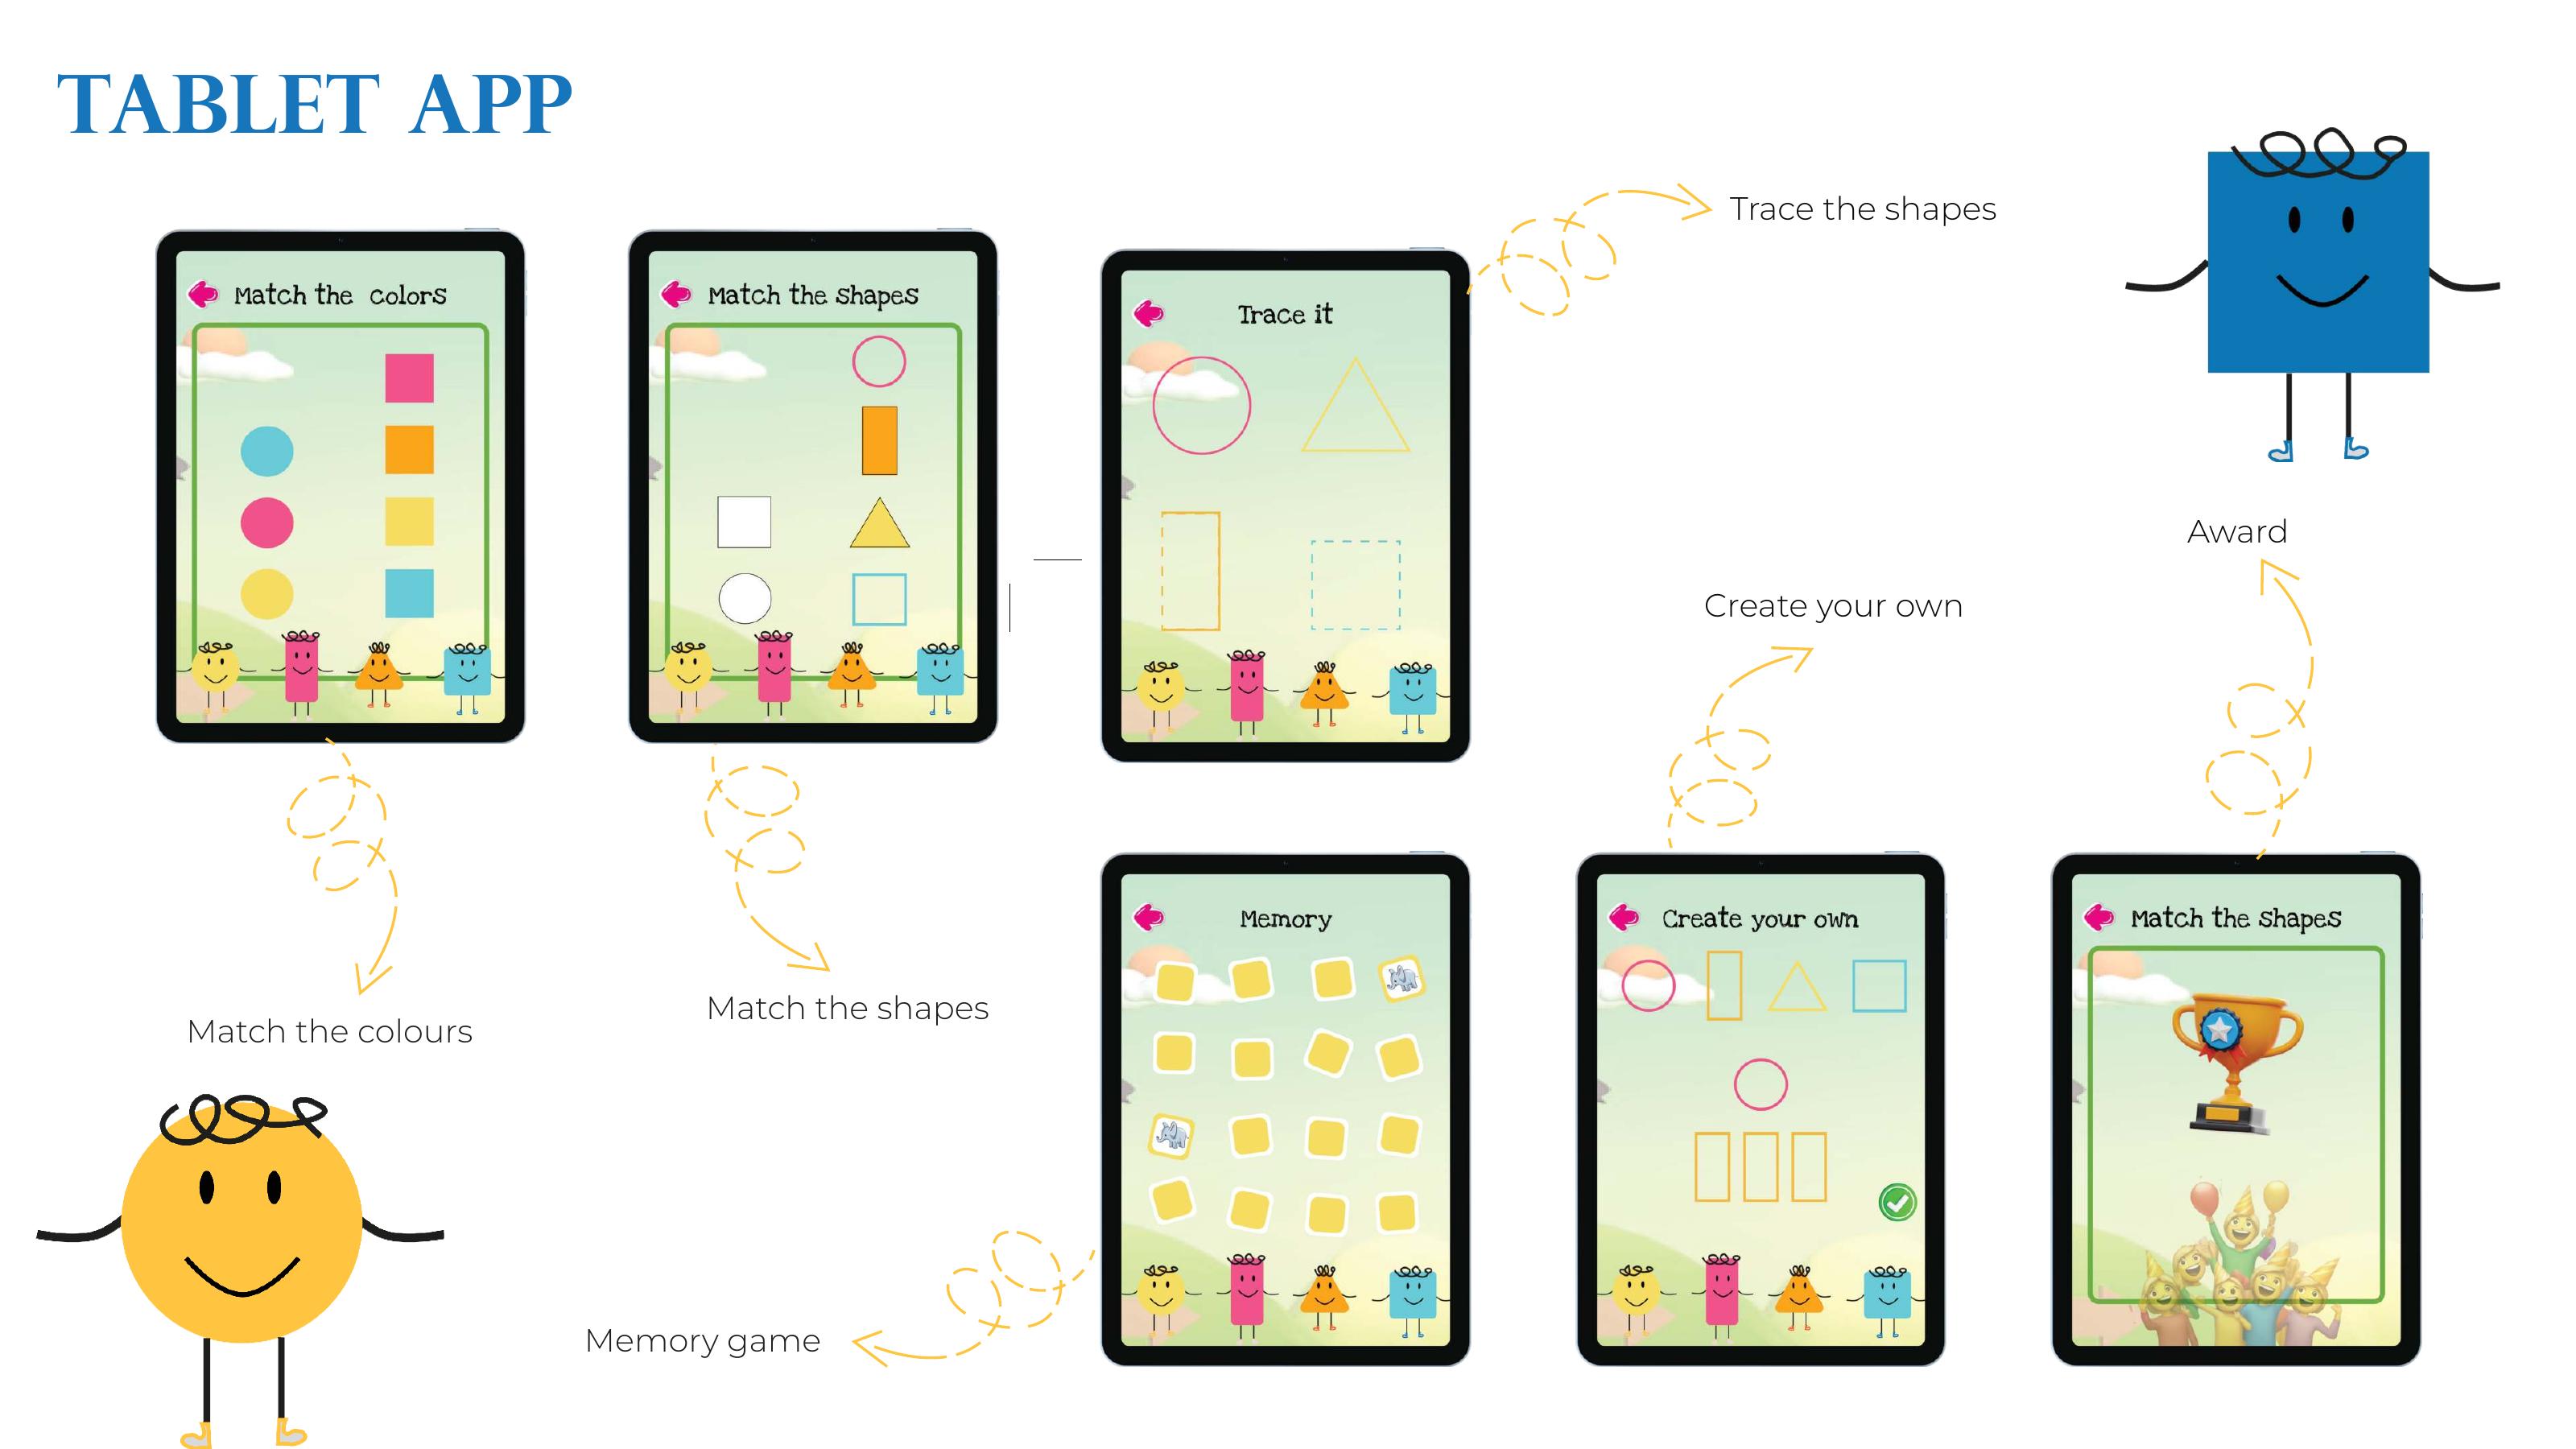 TABLET APP
Trace the shapes
Match the colors
Match the shapes
Trace it
Award
Create your own
Memory
Create your own
Match the shapes
Match the shapes
Match the colours
Memory game